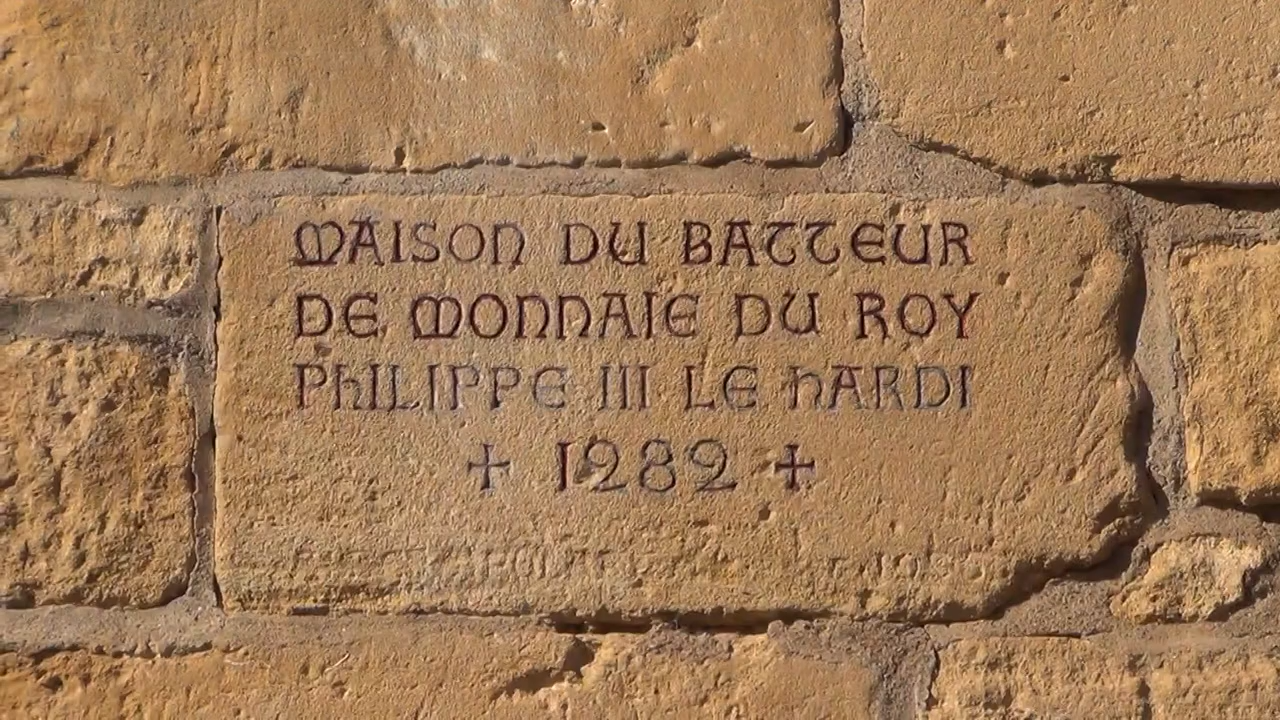 MAISON DU BATTEUR
DE MONNAIE DU ROY
PHILIPPE III LE HARDI
+ 1282 +